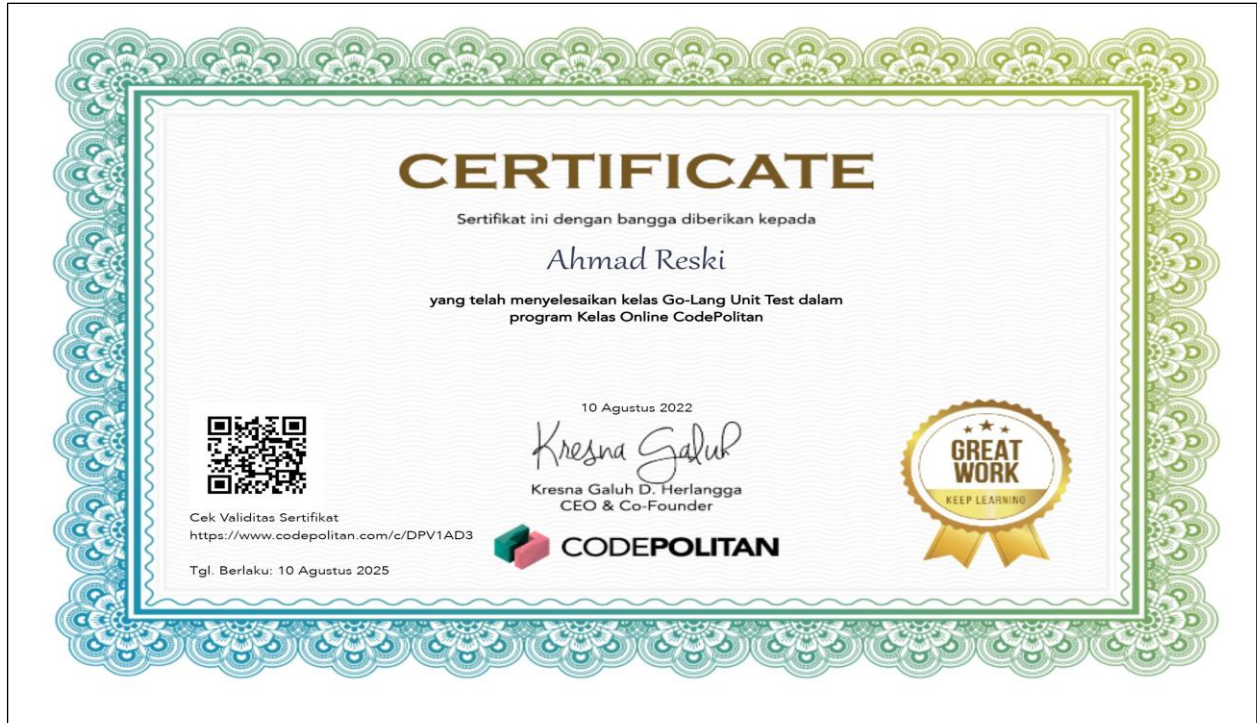 CERTIFICATE
Sertifikat ini dengan bangga diberikan kepada
Ahmad Reski
yang telah menyelesaikan kelas Go-Lang Unit Test dalam
program Kelas Online CodePolitan
10 Agustus 2022
Kresna Galuh
Kresna Galuh D. Herlangga
CEO & Co-Founder
CODEPOLITAN
Cek Validitas Sertifikat
https://www.codepolitan.com/c/DPV1AD3
Tgl. Berlaku: 10 Agustus 2025
GREAT
WORK
KEEP LEARNING